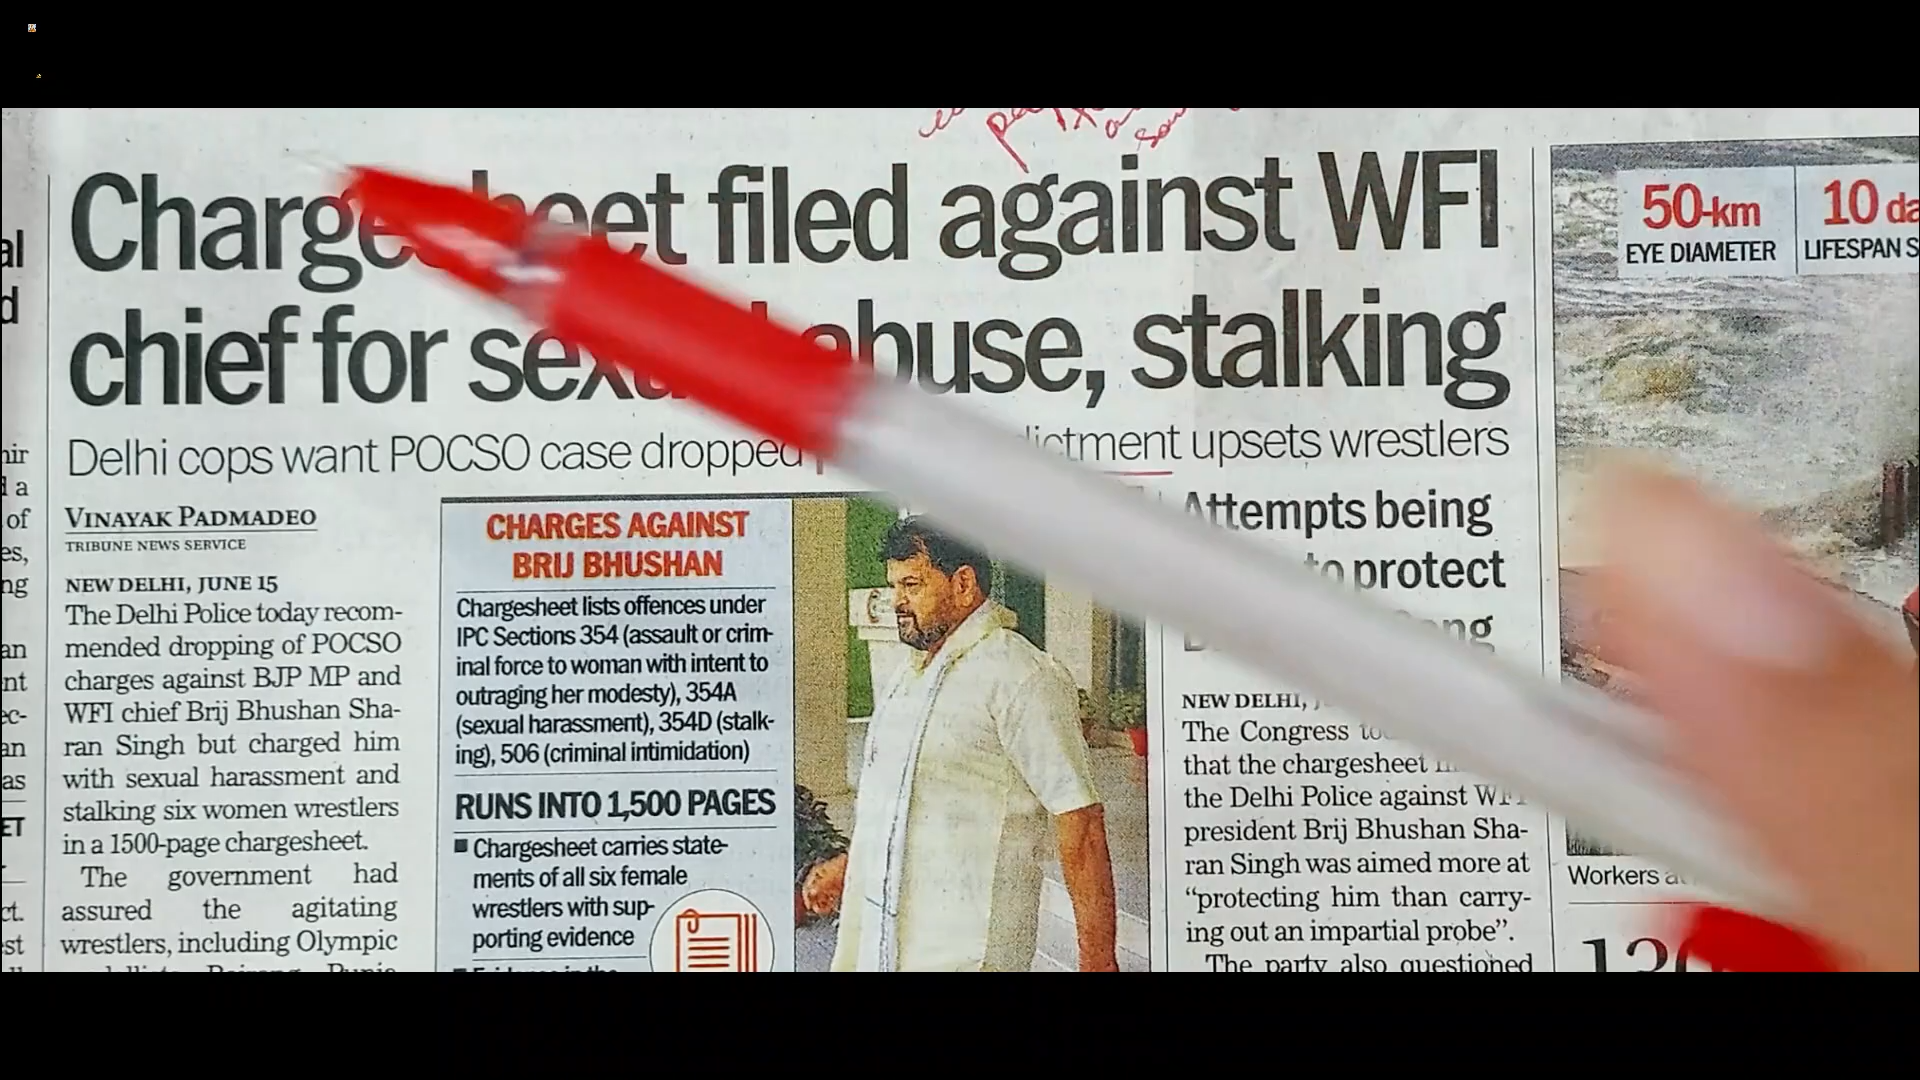 Charge heet filed against WFI
chief for sexual abuse, stalking
Delhi cops want POCSO case dropped
upsets wrestlers
VINAYAK PADMADEO
TRIBUNE NEWS SERVICE
NEW DELHI, JUNE 15
The Delhi Police today recom-
mended dropping of POCSO
charges against BJP MP and
WFI chief Brij Bhushan Sha-
ran Singh but charged him
with sexual harassment and
stalking six women wrestlers
in a 1500-page chargesheet.
The government had
assured the agitating
wrestlers, including Olympic
CHARGES AGAINST
BRIJ BHUSHAN
Chargesheet lists offences under
IPC Sections 354 (assault or crim-
inal force to woman with intent to
outraging her modesty), 354A
(sexual harassment), 354D (stalk-
ing), 506 (criminal intimidation)
RUNS INTO 1,500 PAGES
Chargesheet carries state-
ments of all six female
wrestlers with sup-
porting evidence
Attempts being
to protect
NEW DELHI,
The Congress
that the chargesheet
the Delhi Police against WFI
president Brij Bhushan Sha-
ran Singh was aimed more at
“protecting him than carry-
ing out an impartial probe”.
The party also questioned
50-km
EYE DIAMETER
10 da
LIFESPAN S
Workers